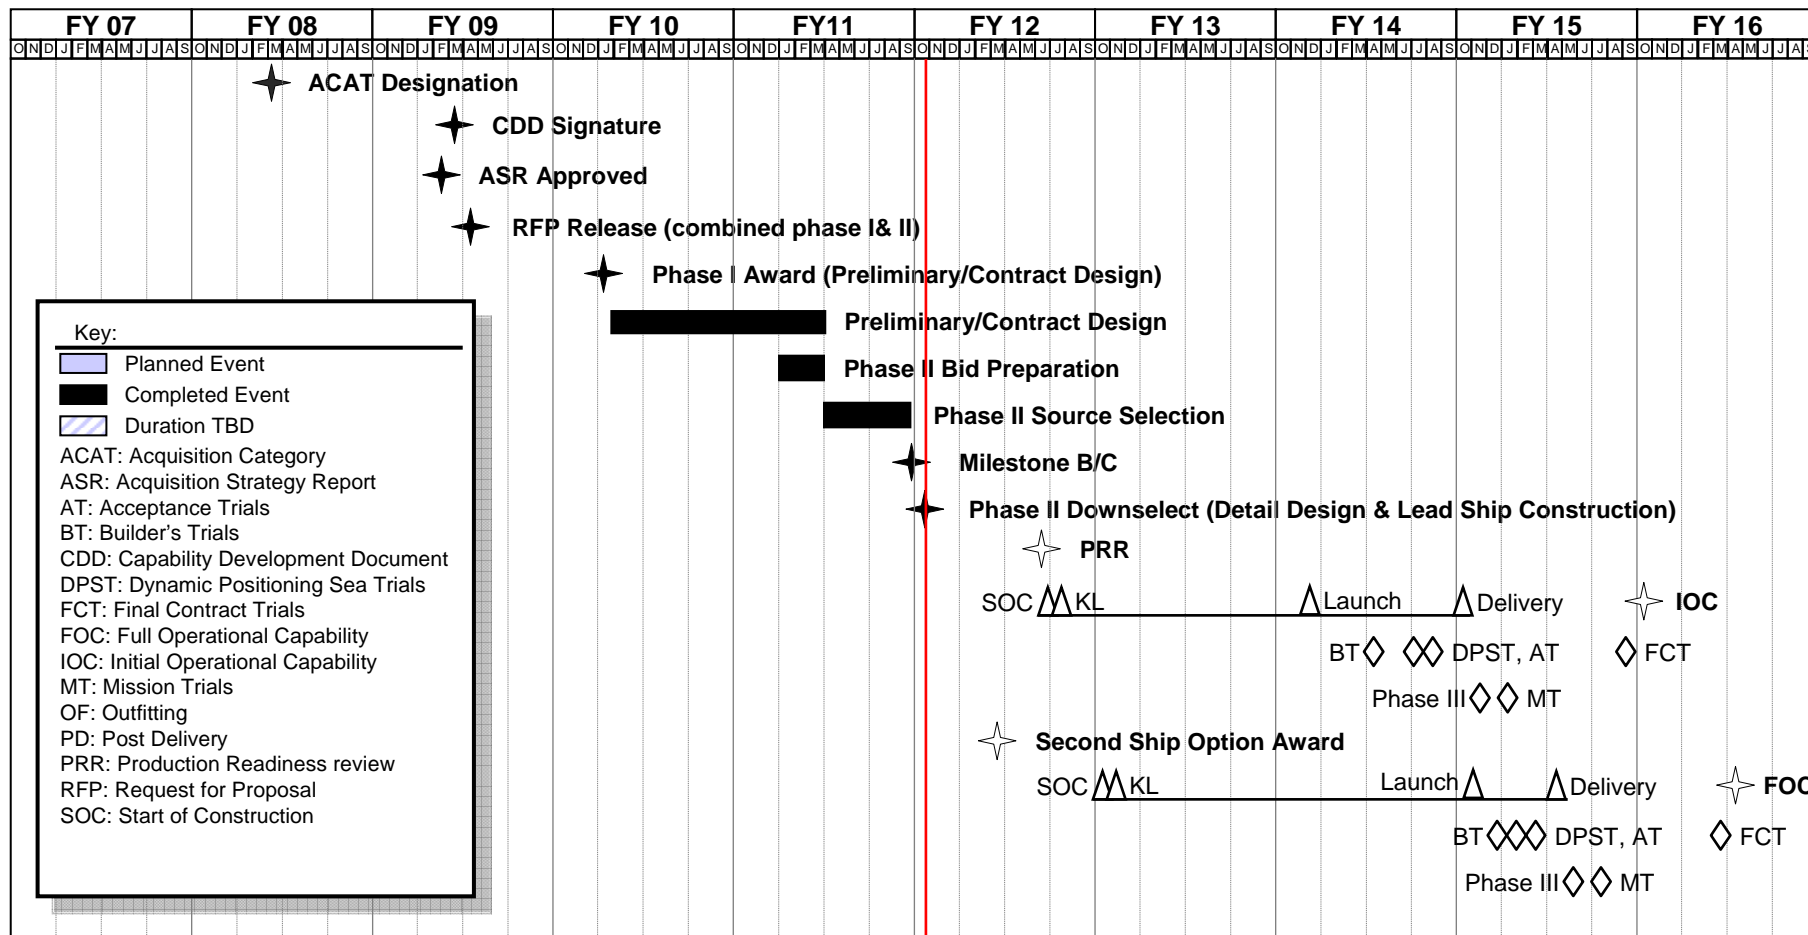 FY 07 FY 08 FY 09 FY 10 FY11 FY 12 FY 13 FY 14 FY 15 FY 16
O N D J F M A M J J A S O N D J F M A M J J A S O N D J F M A M J J A S O N D J F M A M J J A S O N D J F M A M J J A S O N D J F M A M J J A S O N D J F M A M J J A S O N D J F M A M J J A S O N D J F M A M J J A S O N D J F M A M J J A S
ACAT Designation
CDD Signature
ASR Approved
RFP Release (combined phase I& II)
Phase I Award (Preliminary/Contract Design)
Preliminary/Contract Design
Phase II Bid Preparation
Phase II Source Selection
Milestone B/C
Phase II Downselect (Detail Design & Lead Ship Construction)
PRR
SOC KL Launch Delivery IOC
BT DPST, AT FCT
Phase III MT
Second Ship Option Award
SOC KL Launch Delivery FOC
BT DPST, AT FCT
Phase III MT
Key:
Planned Event
Completed Event
Duration TBD
ACAT: Acquisition Category
ASR: Acquisition Strategy Report
AT: Acceptance Trials
BT: Builder's Trials
CDD: Capability Development Document
DPST: Dynamic Positioning Sea Trials
FCT: Final Contract Trials
FOC: Full Operational Capability
IOC: Initial Operational Capability
MT: Mission Trials
OF: Outfitting
PD: Post Delivery
PRR: Production Readiness review
RFP: Request for Proposal
SOC: Start of Construction